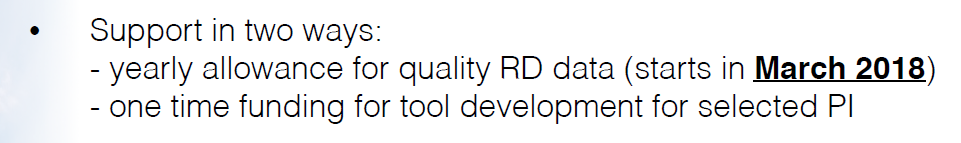 • Support in two ways:
- yearly allowance for quality RD data (starts in March 2018)
- one time funding for tool development for selected PI